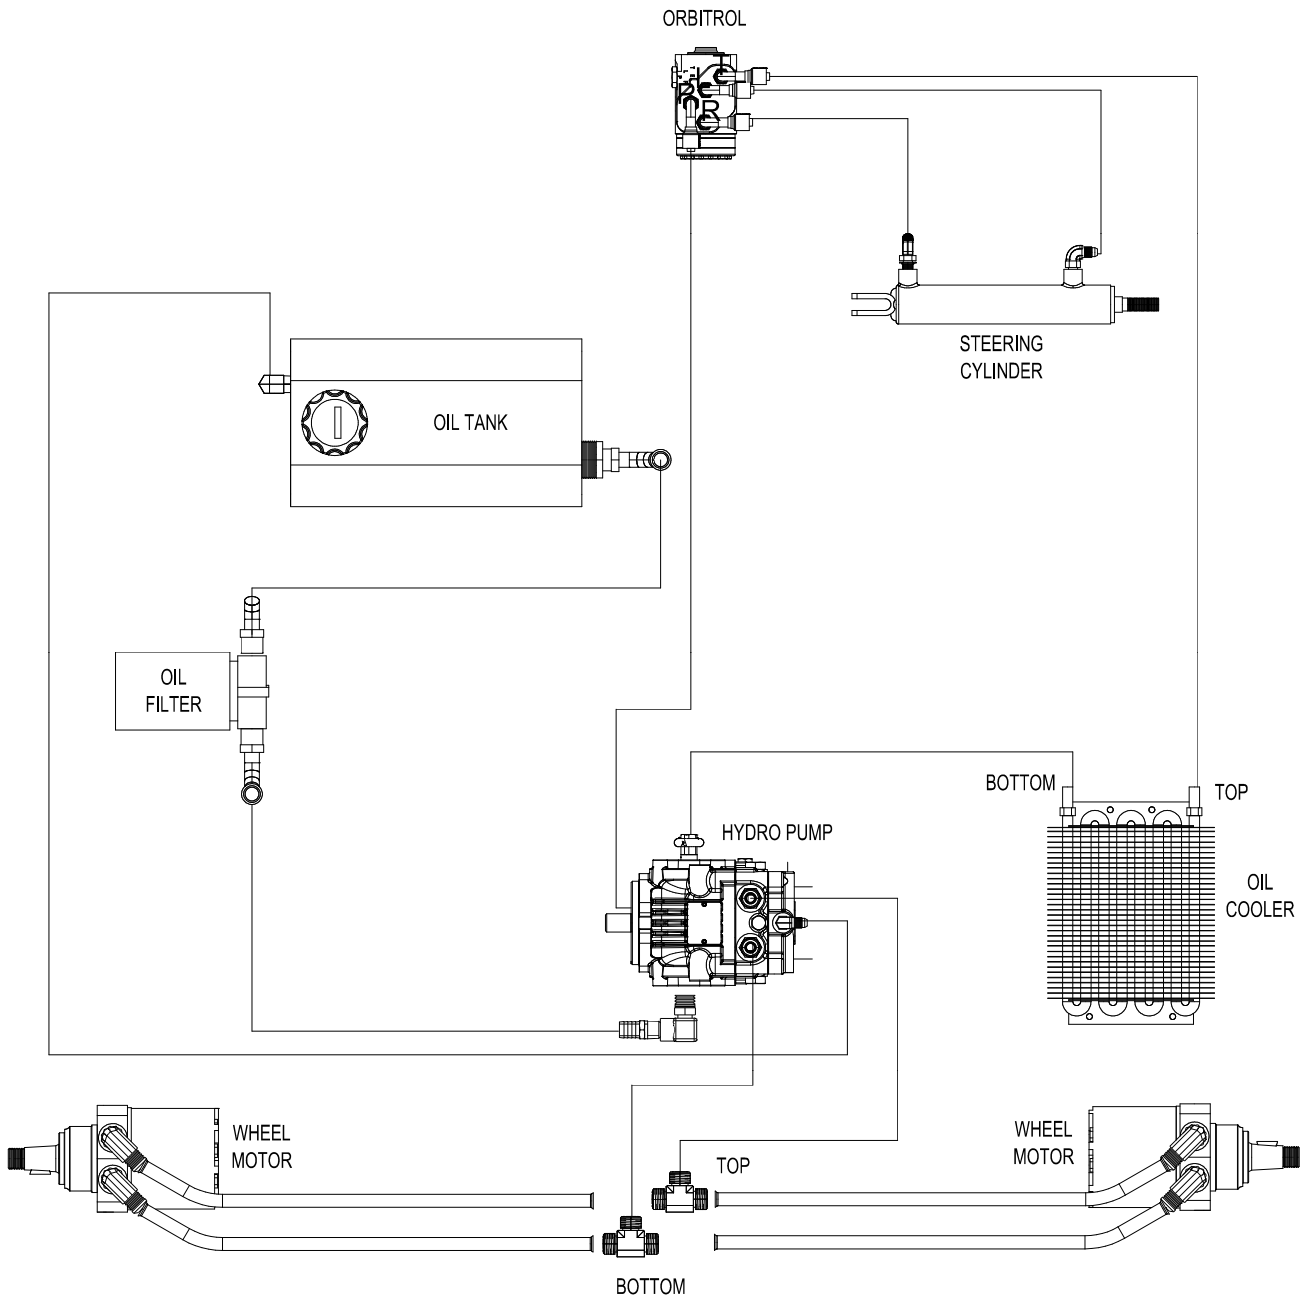 ORBITROL
T
L
P
R
STEERING
CYLINDER
OIL TANK
OIL
FILTER
BOTTOM
TOP
HYDRO PUMP
OIL
COOLER
WHEEL
MOTOR
WHEEL
MOTOR
TOP
BOTTOM